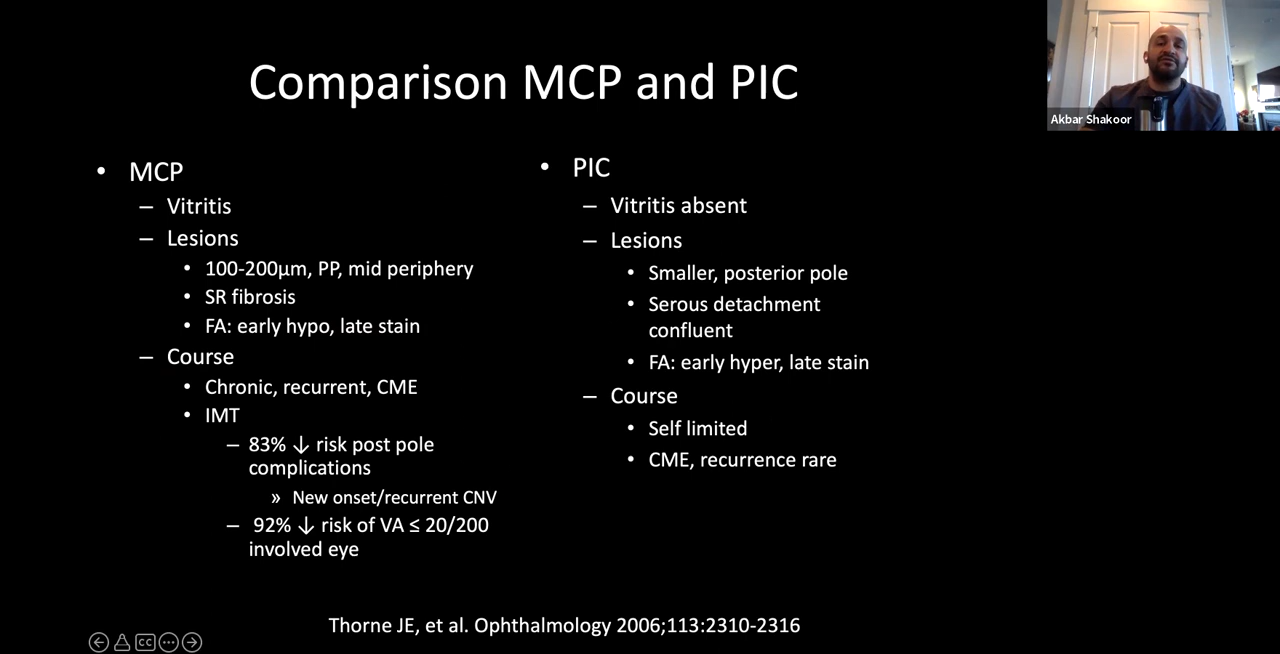 Comparison MCP and PIC
Akbar Shakoor
• MCP
– Vitritis
– Lesions
• 100-200µm, PP, mid periphery
• SR fibrosis
• FA: early hypo, late stain
– Course
• Chronic, recurrent, CME
• IMT
– 83% ↓ risk post pole
complications
» New onset/recurrent CNV
– 92% ↓ risk of VA ≤ 20/200
involved eye
• PIC
– Vitritis absent
– Lesions
• Smaller, posterior pole
• Serous detachment
confluent
• FA: early hyper, late stain
– Course
• Self limited
• CME, recurrence rare
Thorne JE, et al. Ophthalmology 2006;113:2310-2316
CC